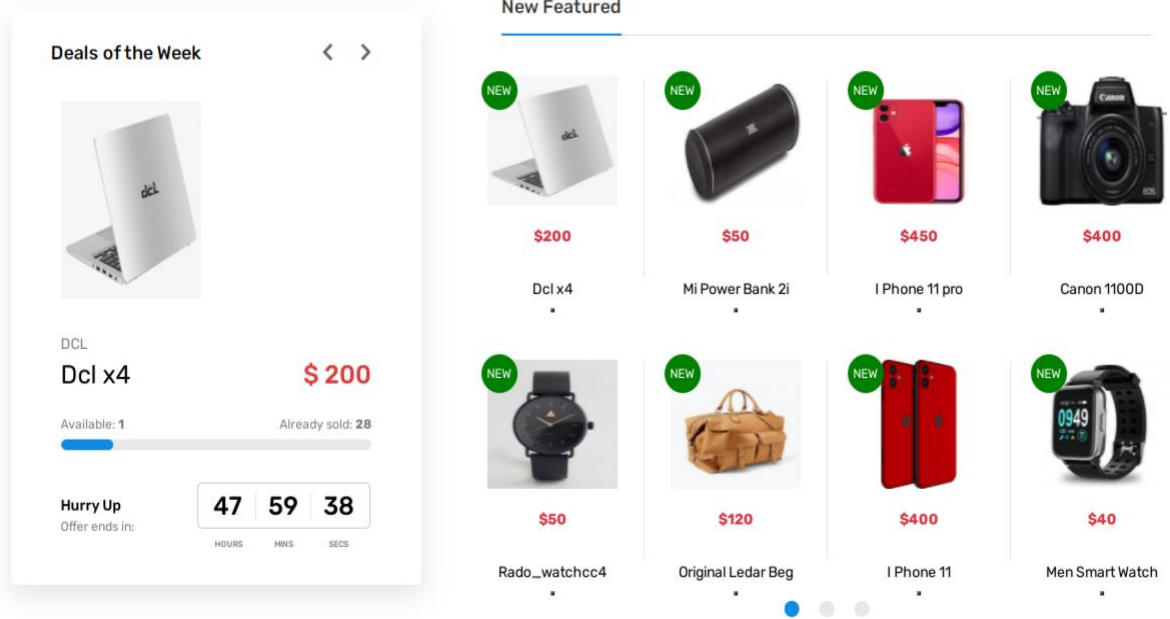 New Featured
Deals of the Week
dcl
DCL
Dcl x4
$ 200
Available: 1
Already sold: 28
Hurry Up
Offer ends in:
47 59 38
HOURS MINS SECS
NEW NEW NEW NEW
dcl
Canon
EOS
$200 $50 $450 $400
Dcl x4 Mi Power Bank 2i I Phone 11 pro Canon 1100D
NEW NEW NEW NEW
0949
$50 $120 $400 $40
Rado_watchcc4 Original Ledar Beg I Phone 11 Men Smart Watch